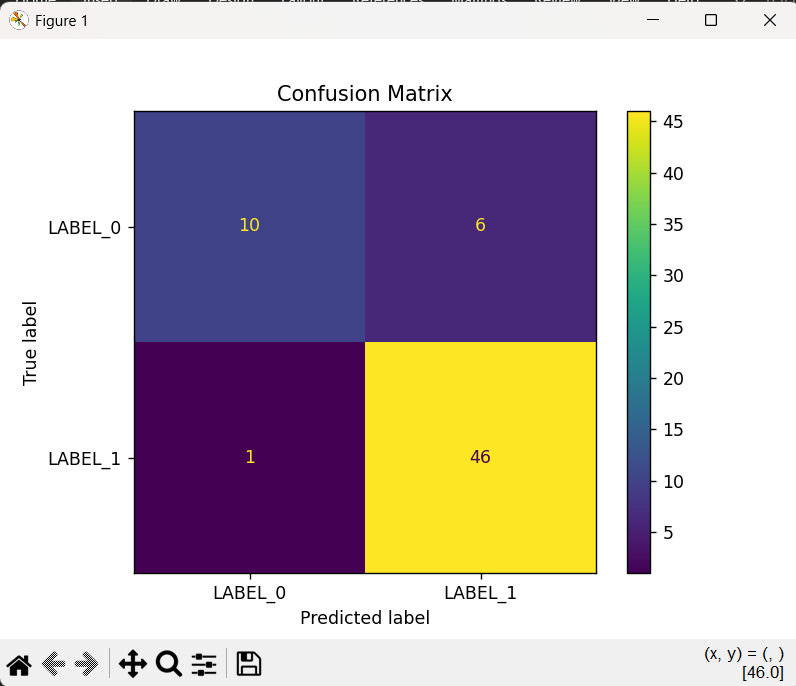 Figure 1
Confusion Matrix
45
40
35
30
25
20
15
10
5
True label
LABEL_0
10
6
LABEL_1
1
46
LABEL_0
LABEL_1
Predicted label
(x, y) = (, )
[46.0]